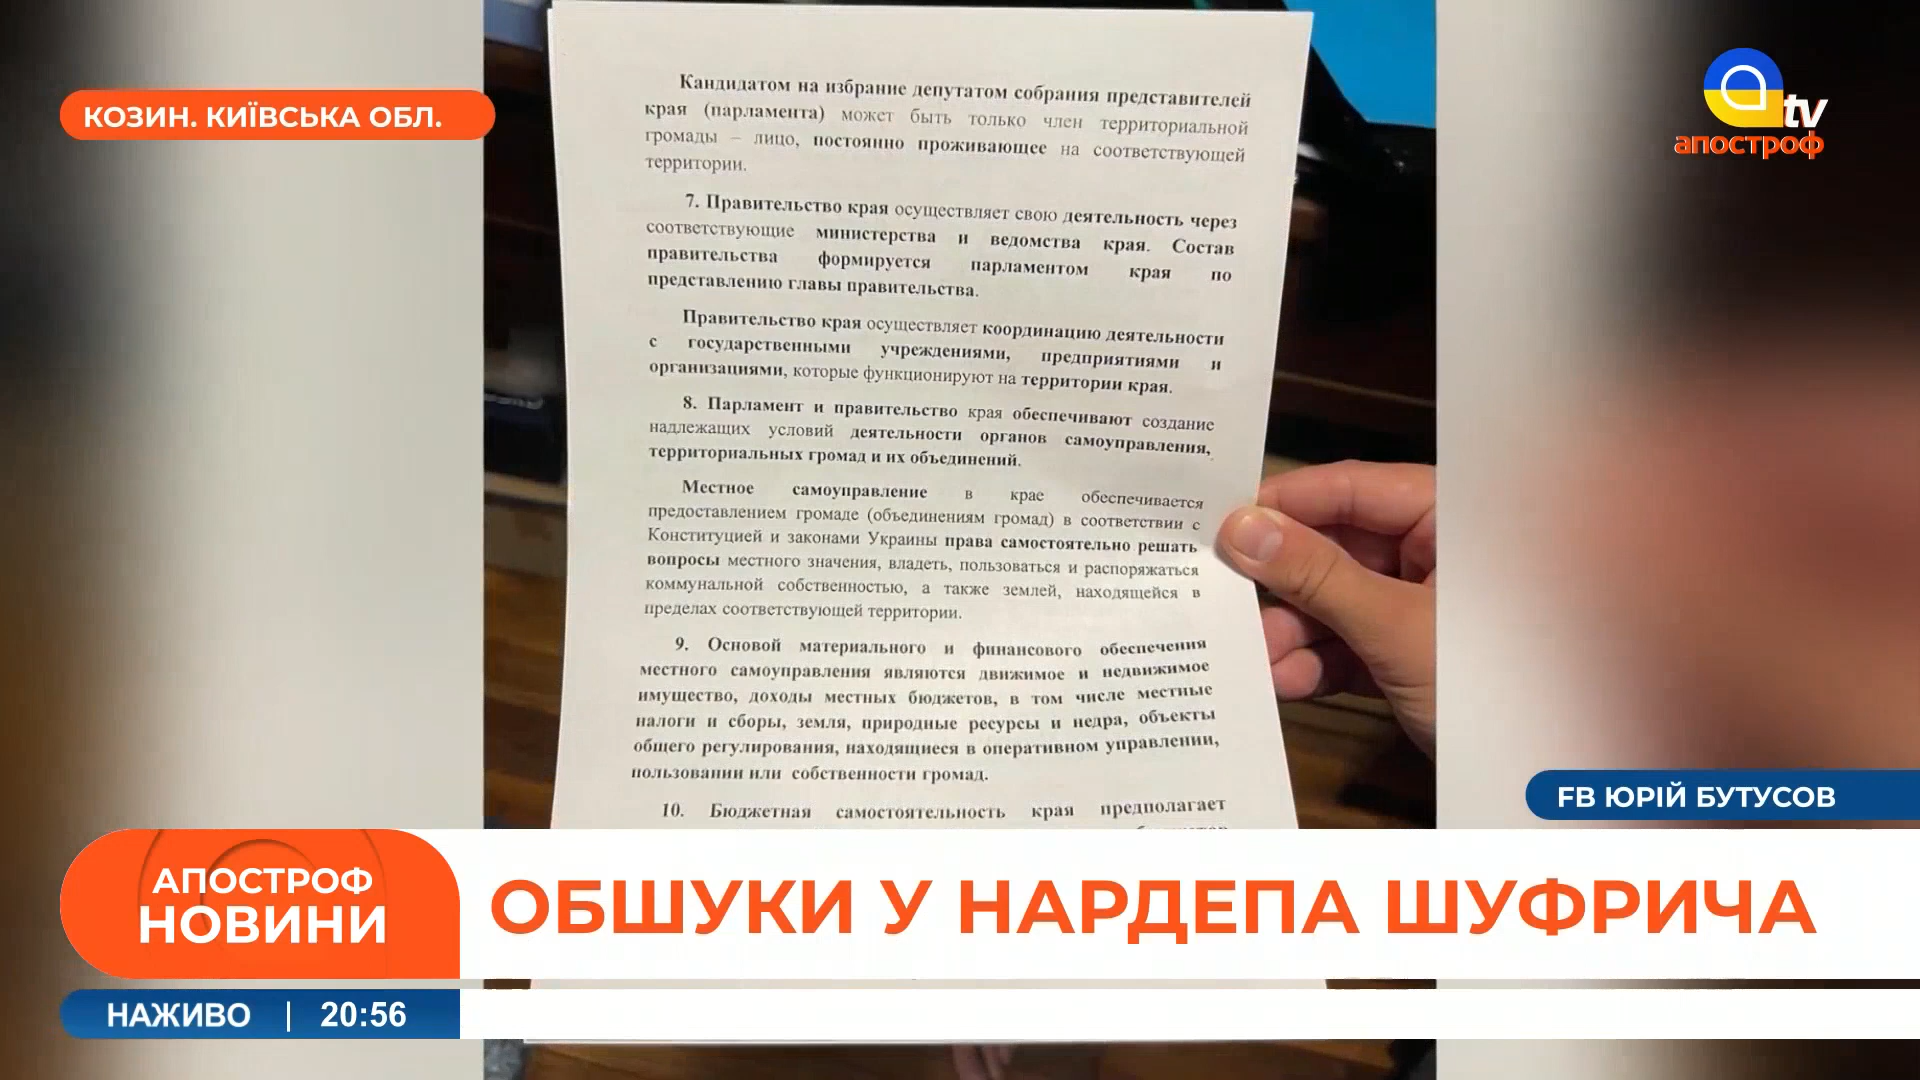 КОЗИН. КИЇВСЬКА ОБЛ.
tv
апостроф
Кандидатом на избрание депутатом собрания представителей
края (парламента) может быть только член территориальной
громады – лицо, постоянно проживающее на соответствующей
территории.
7. Правительство края осуществляет свою деятельность через
соответствующие министерства и ведомства края. Состав
правительства формируется парламентом края по
представлению главы правительства.
Правительство края осуществляет координацию деятельности
с государственными учреждениями, предприятиями и
организациями, которые функционируют на территории края.
8. Парламент и правительство края обеспечивают создание
надлежащих условий деятельности органов самоуправления,
территориальных громад и их объединений.
Местное самоуправление в крае обеспечивается
предоставлением громаде (объединениям громад) в соответствии с
Конституцией и законами Украины права самостоятельно решать
вопросы местного значения, владеть, пользоваться и распоряжаться
коммунальной собственностью, а также землей, находящейся в
пределах соответствующей территории.
9. Основой материального и финансового обеспечения
местного самоуправления являются движимое и недвижимое
имущество, доходы местных бюджетов, в том числе местные
налоги и сборы, земля, природные ресурсы и недра, объекты
общего регулирования, находящиеся в оперативном управлении,
пользовании или собственности громад.
10. Бюджетная самостоятельность края предполагает
FB ЮРІЙ БУТУСОВ
АПОСТРОФ
НОВИНИ
ОБШУКИ У НАРДЕПА ШУФРИЧА
НАЖИВО | 20:56